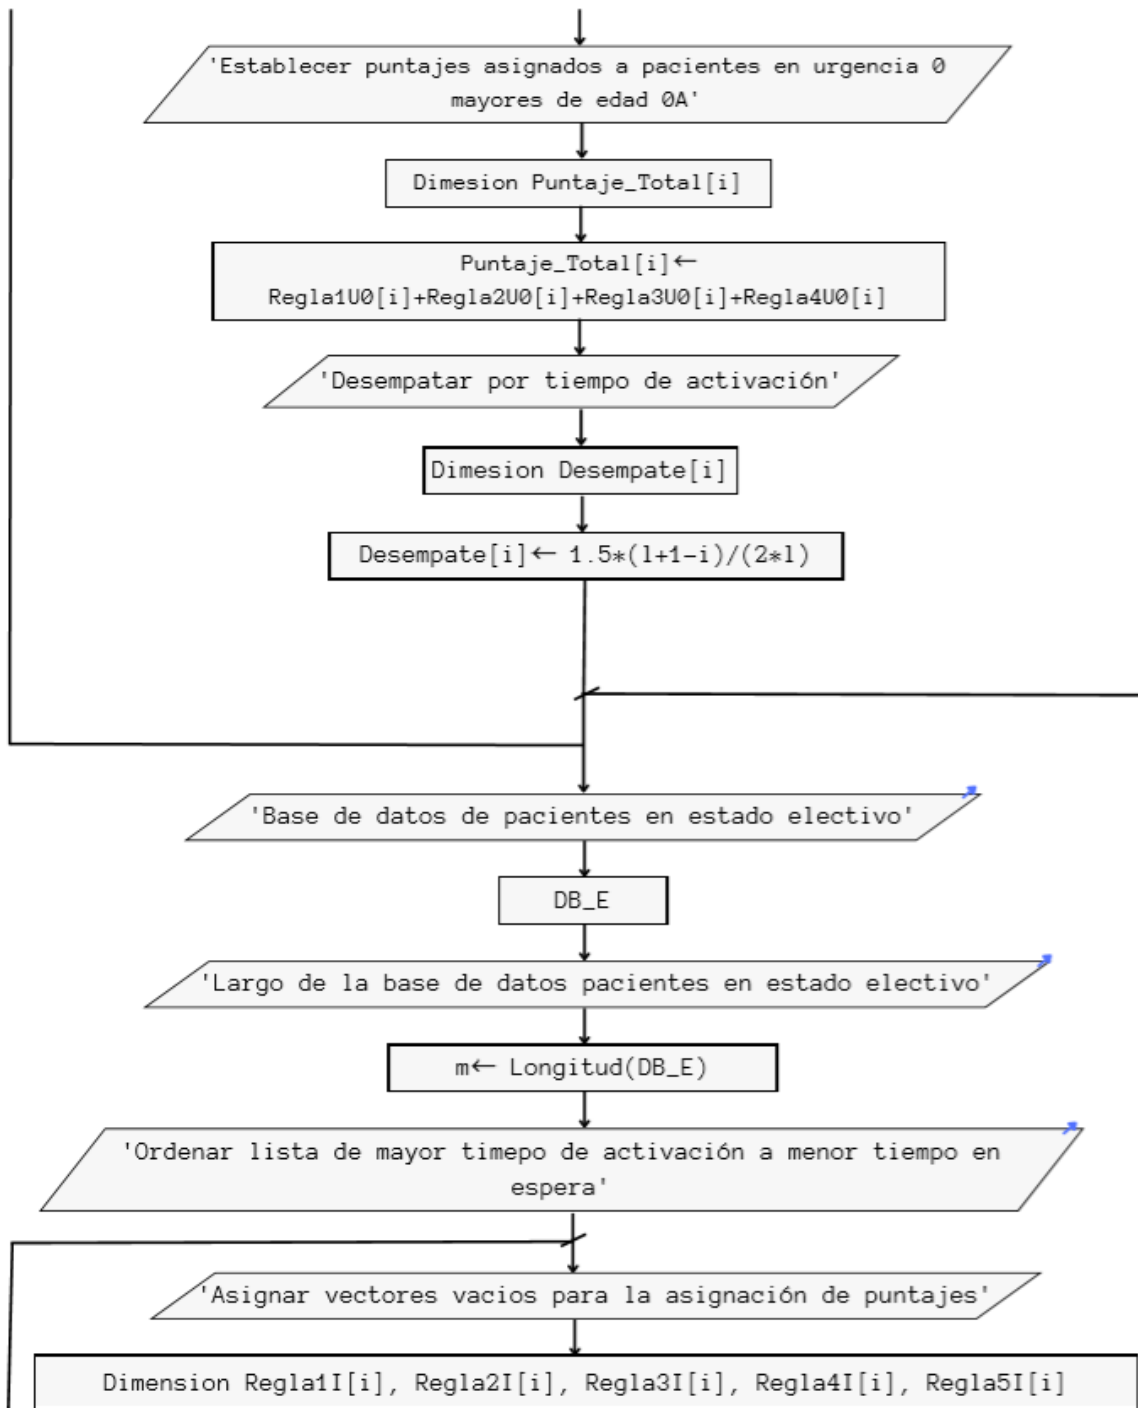 'Establecer puntajes asignados a pacientes en urgencia 0
mayores de edad 0A'
Dimesion Puntaje_Total[i]
Puntaje_Total[i]←
Regla1U0[i]+Regla2U0[i]+Regla3U0[i]+Regla4U0[i]
'Desempatar por tiempo de activación'
Dimesion Desempate[i]
Desempate[i]← 1.5*(l+1-i)/(2*l)
'Base de datos de pacientes en estado electivo'
DB_E
'Largo de la base de datos pacientes en estado electivo'
m← Longitud(DB_E)
'Ordenar lista de mayor timepo de activación a menor tiempo en
espera'
'Asignar vectores vacios para la asignación de puntajes'
Dimension Regla1I[i], Regla2I[i], Regla3I[i], Regla4I[i], Regla5I[i]